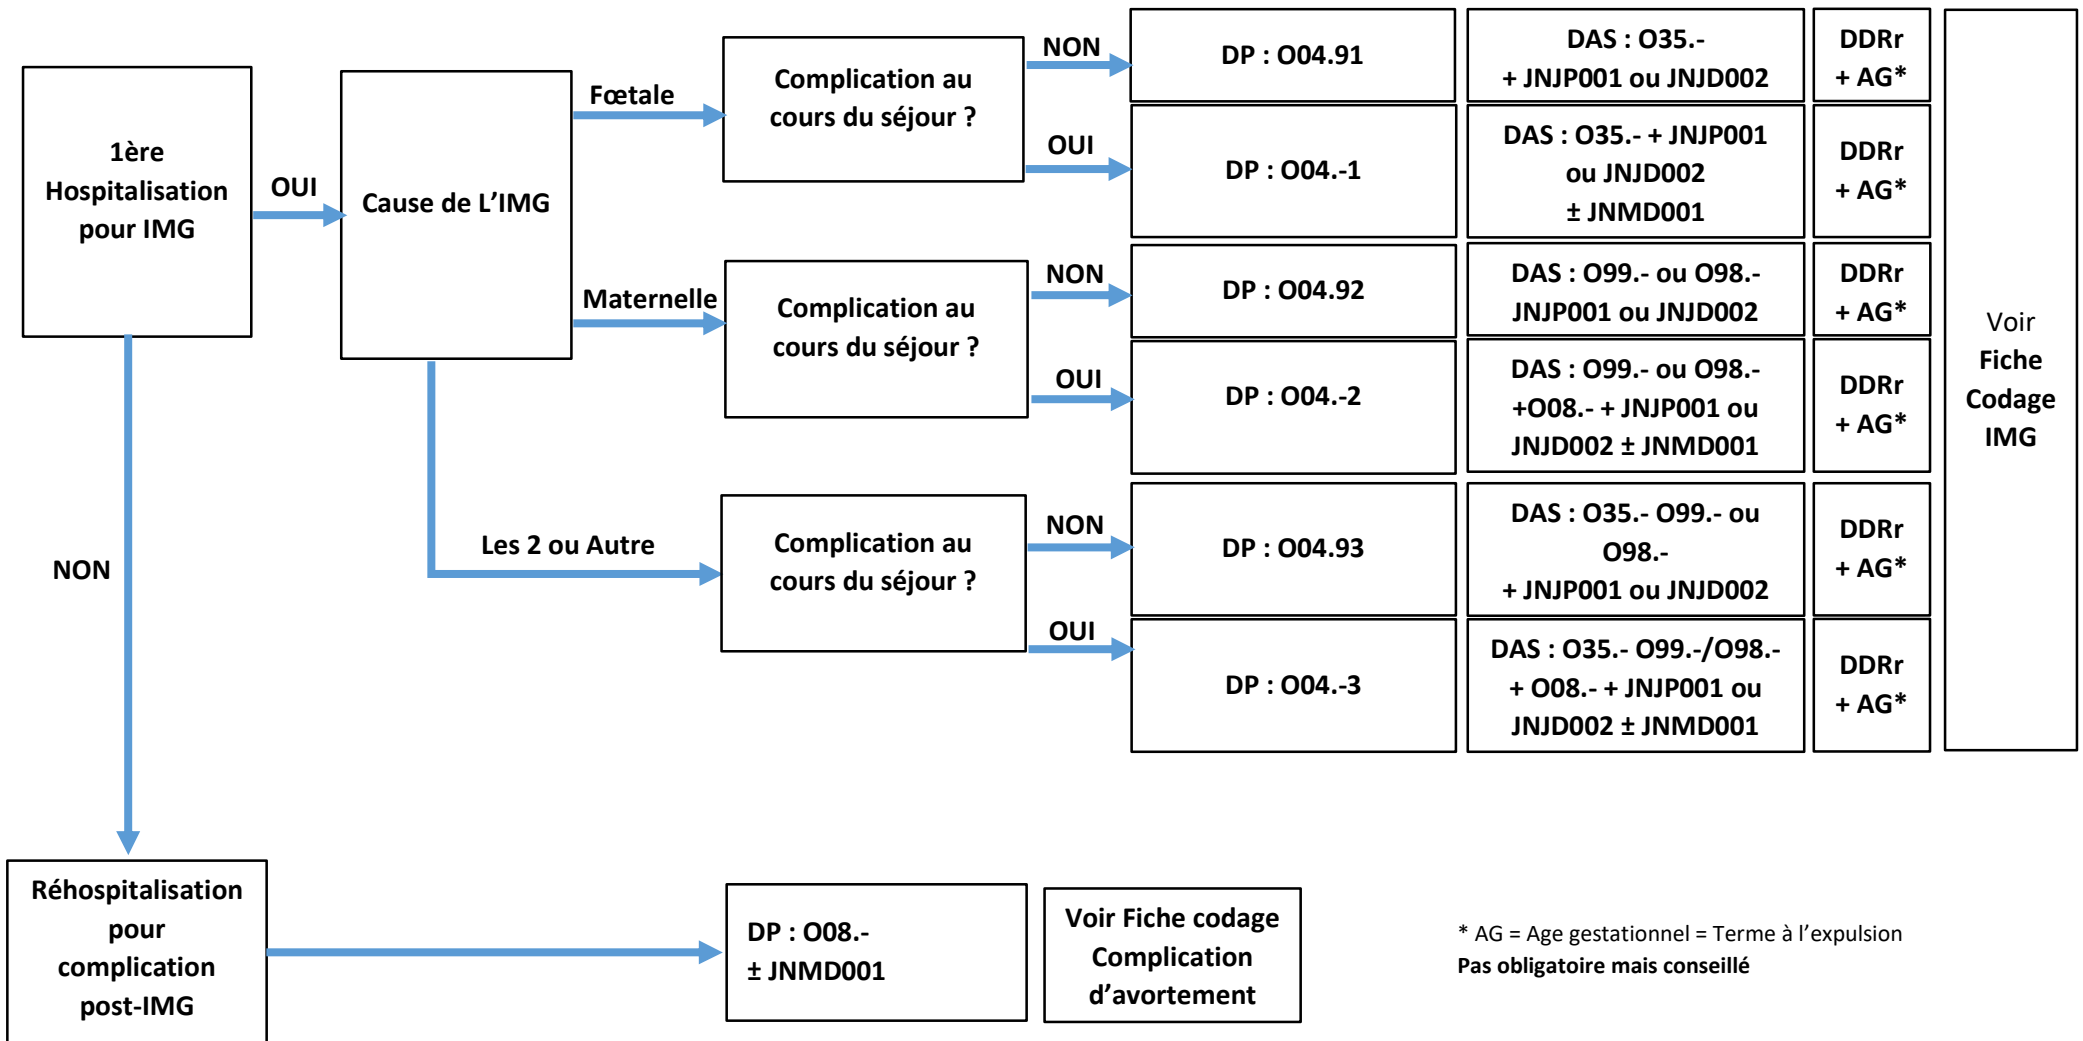 1ère
Hospitalisation
pour IMG
OUI
NON
Cause de L'IMG
Fœtale
Maternelle
Les 2 ou Autre
Complication au
cours du séjour ?
NON
OUI
DP : O04.91
DAS : O35.-
+ JNJP001 ou JNJD002
DDRr
+ AG*
DP : O04.-1
DAS : O35.- + JNJP001
ou JNJD002
± JNMD001
DDRr
+ AG*
Complication au
cours du séjour ?
NON
OUI
DP : O04.92
DAS : O99.- ou O98.-
JNJP001 ou JNJD002
DDRr
+ AG*
DP : O04.-2
DAS : O99.- ou O98.-
+O08.- + JNJP001 ou
JNJD002 ± JNMD001
DDRr
+ AG*
Complication au
cours du séjour ?
NON
OUI
DP : O04.93
DAS : O35.- O99.- ou
O98.-
+ JNJP001 ou JNJD002
DDRr
+ AG*
DP : O04.-3
DAS : O35.- O99.-/O98.-
+ O08.- + JNJP001 ou
JNJD002 ± JNMD001
DDRr
+ AG*
Voir
Fiche
Codage
IMG
Réhospitalisation
pour
complication
post-IMG
DP : O08.-
± JNMD001
Voir Fiche codage
Complication
d'avortement
* AG = Age gestationnel = Terme à l'expulsion
Pas obligatoire mais conseillé